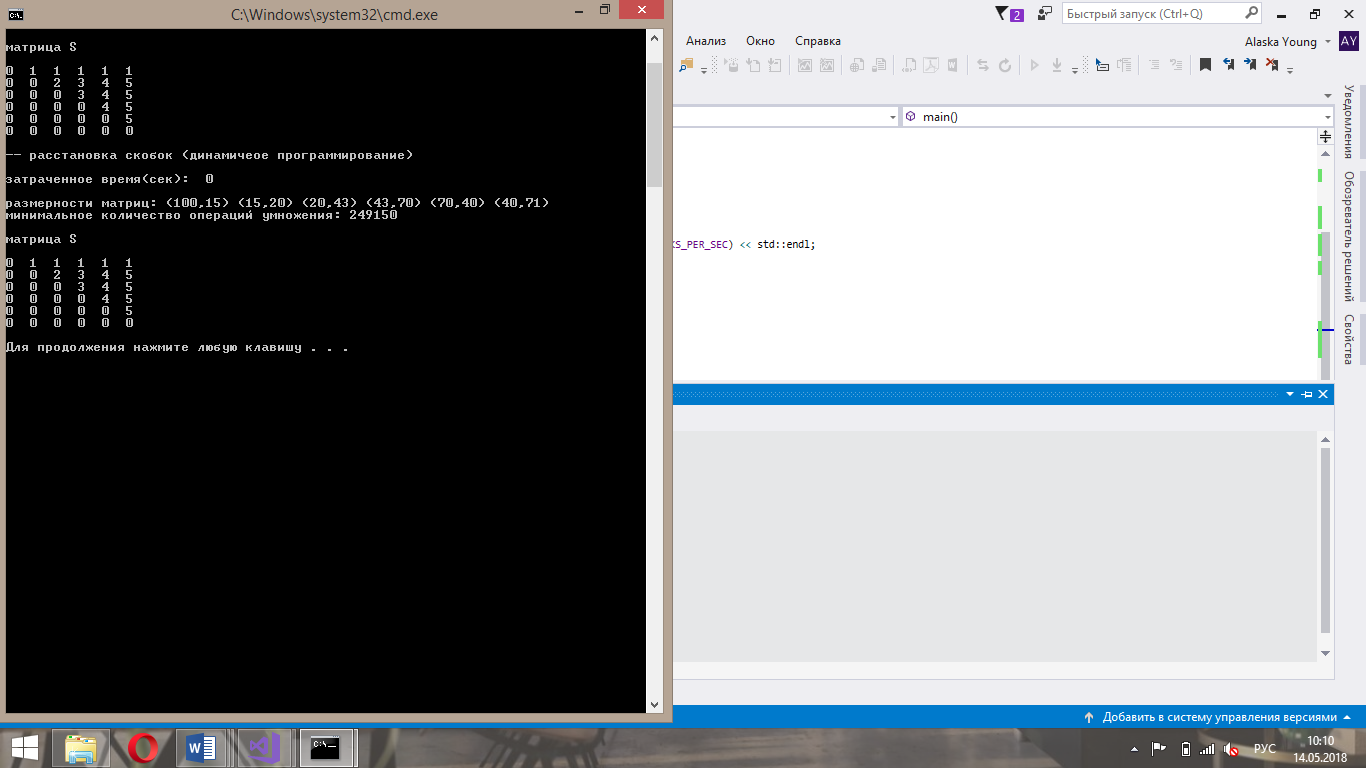 C:\Windows\system32\cmd.exe
матрица S
0 1 1 1 1 1
0 0 2 3 4 5
0 0 0 3 4 5
0 0 0 0 4 5
0 0 0 0 0 5
0 0 0 0 0 0
-- расстановка скобок (динамичеое программирование)
затраченное время(сек): 0
размерности матриц: (100,15) (15,20) (20,43) (43,70) (70,40) (40,71)
минимальное количество операций умножения: 249150
матрица S
0 1 1 1 1 1
0 0 2 3 4 5
0 0 0 3 4 5
0 0 0 0 4 5
0 0 0 0 0 5
0 0 0 0 0 0
Для продолжения нажмите любую клавишу . . .
2
Быстрый запуск (Ctrl+Q)
Анализ Окно Справка
Alaska Young AY
main()
KS_PER_SEC) << std::endl;
Уведомления
Обозреватель решений
Свойства
Добавить в систему управления версиями
РУС
10:10
14.05.2018